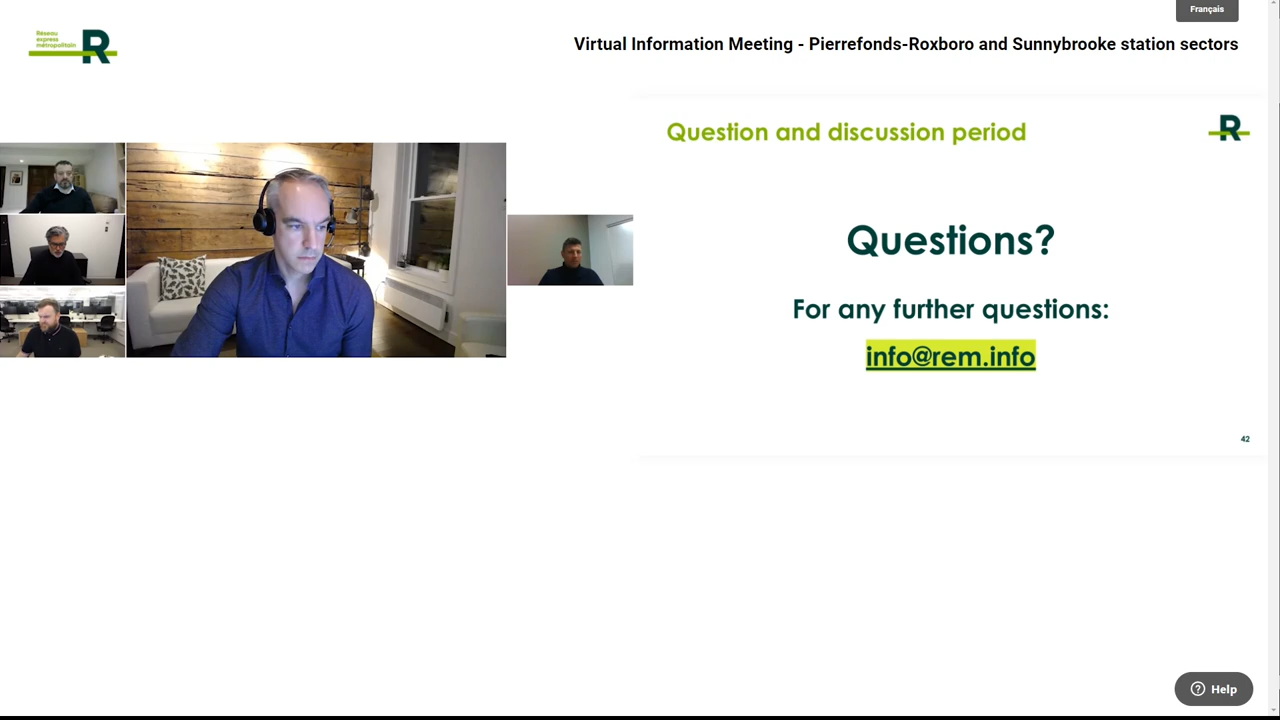 Français
Réseau
express
métropolitain
R
Virtual Information Meeting - Pierrefonds-Roxboro and Sunnybrooke station sectors
Question and discussion period
R
Questions?
For any further questions:
info@rem.info
42
? Help